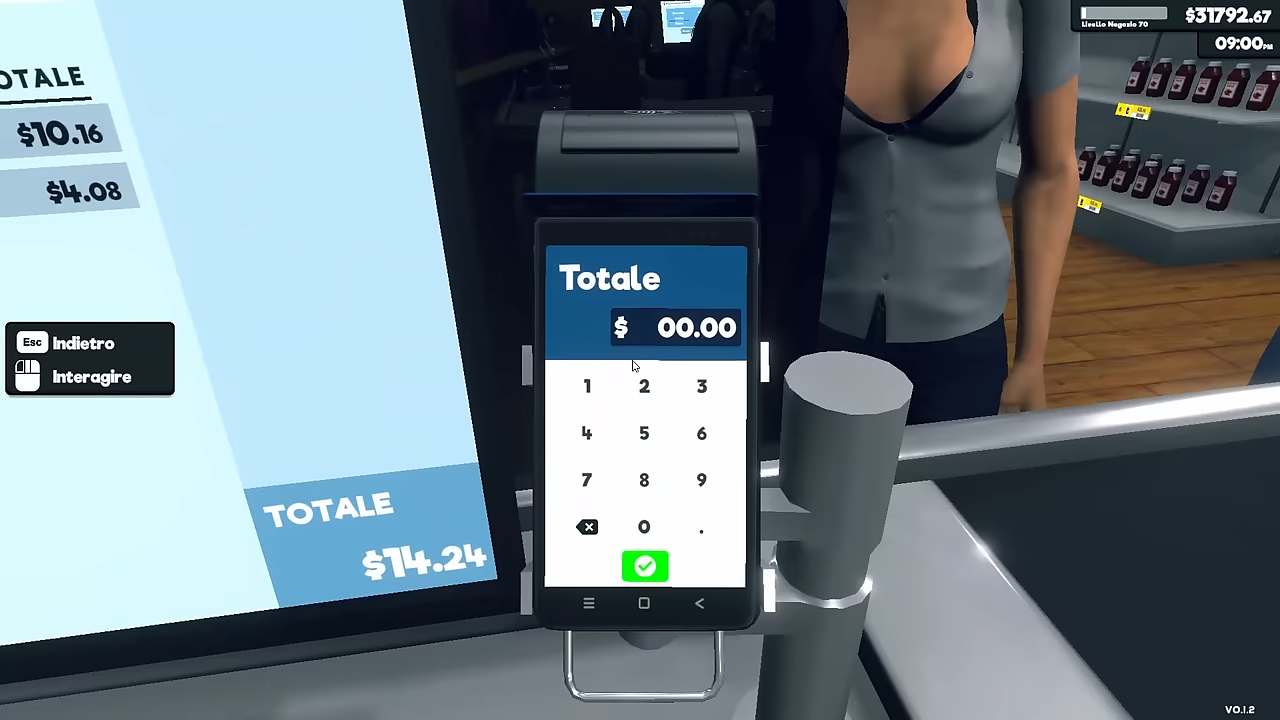 OTALE
$10.16
$4.08
Esc Indietro
Interagire
TOTALE
$14.24
Totale
$ 00.00
1 2 3
4 5 6
7 8 9
0 .
$31792.67
Livello Negozio 70
09:00PM
V0.1.2